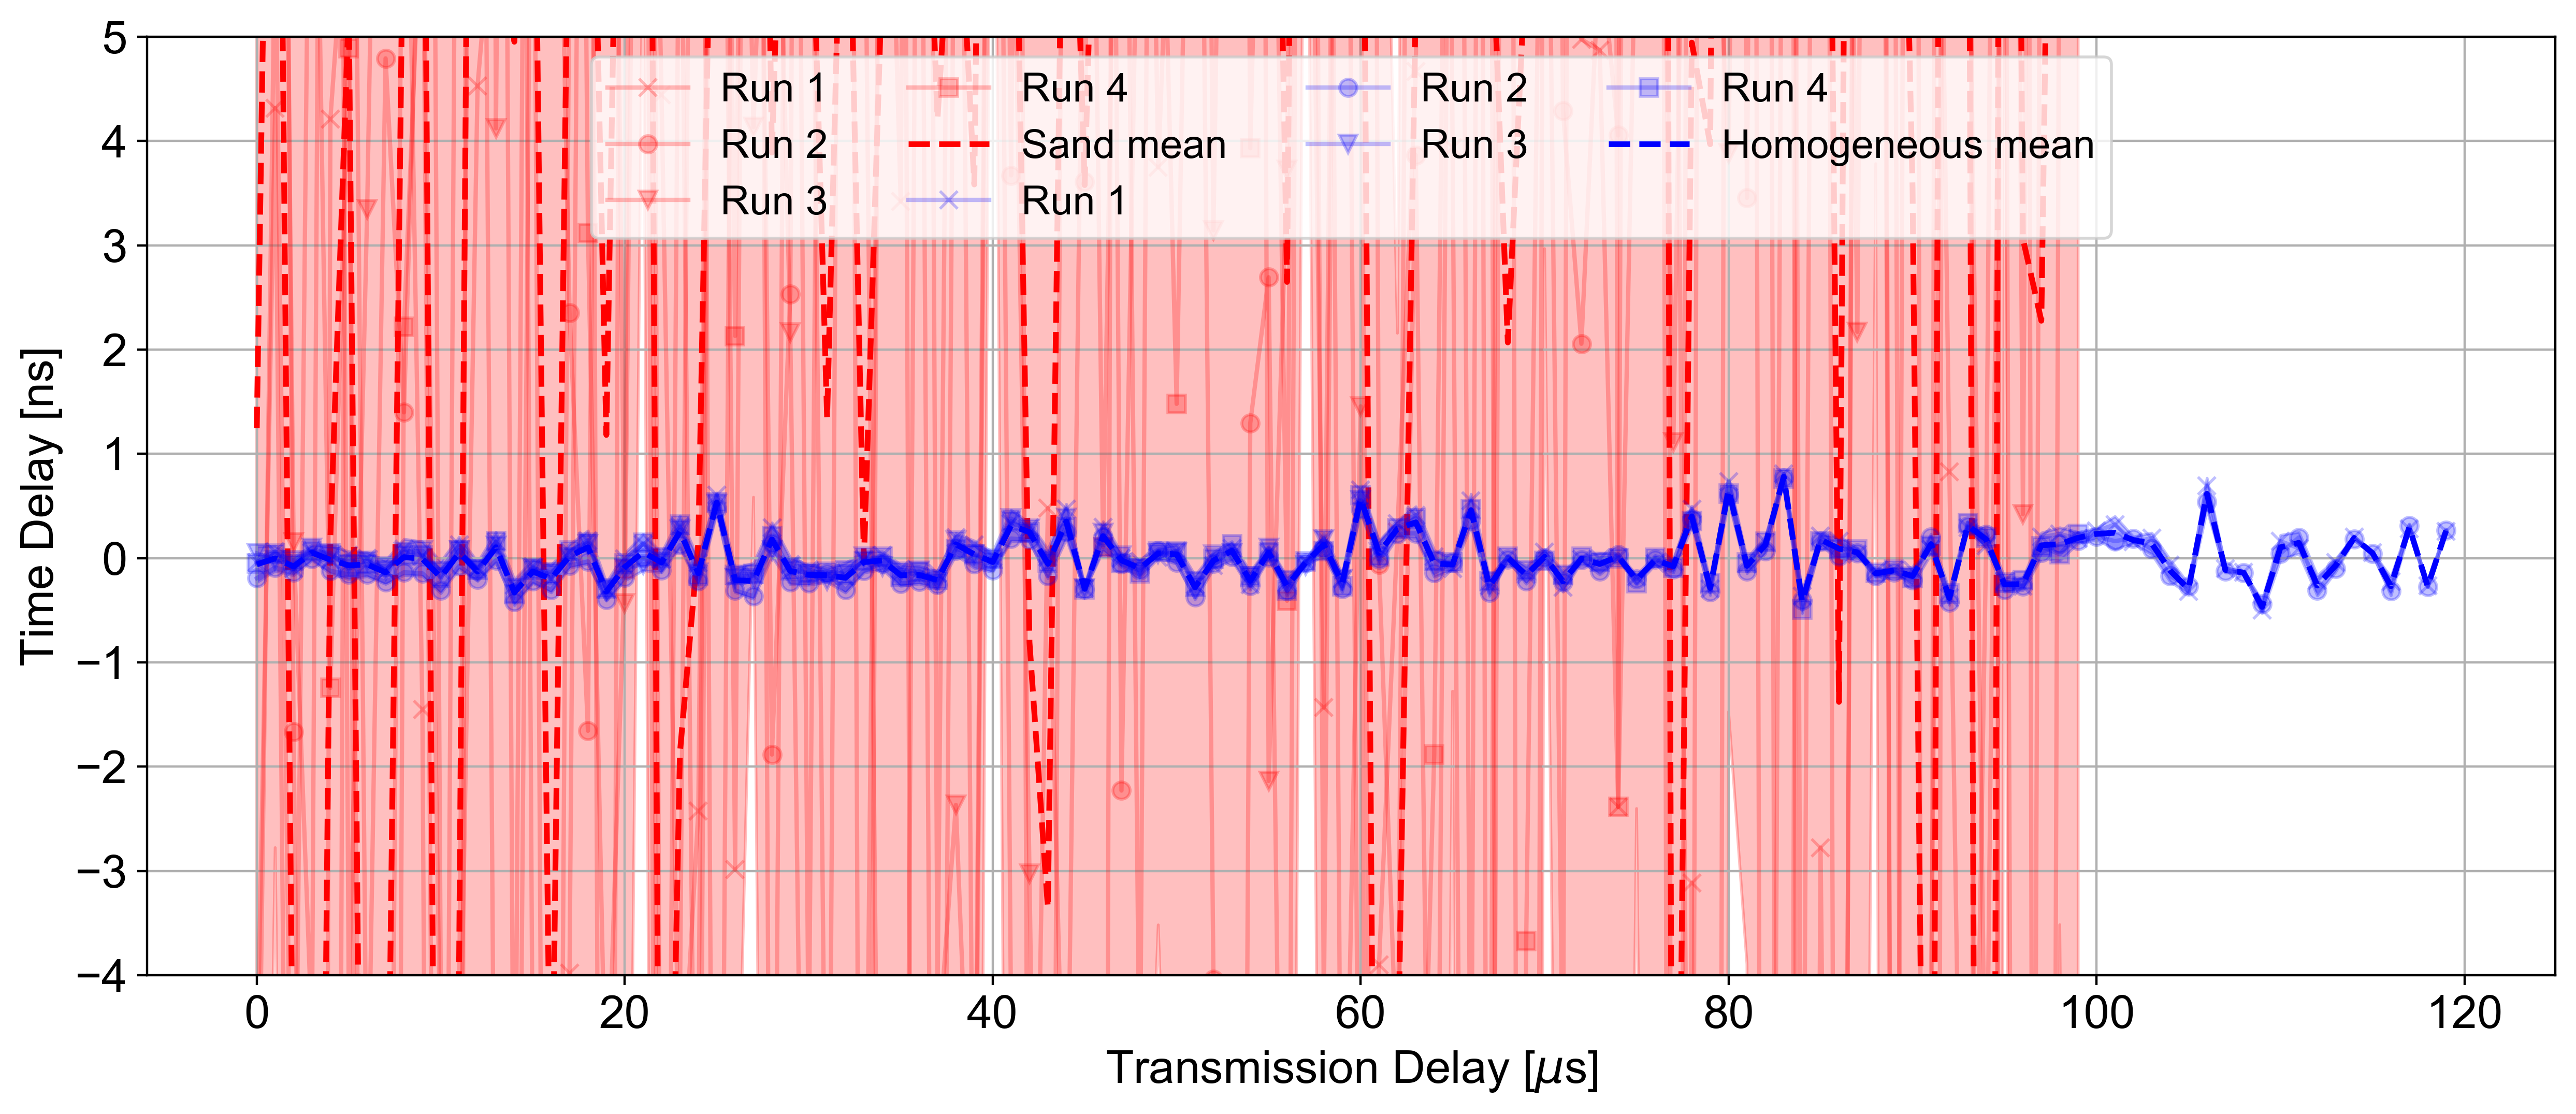 Time Delay [ns]
5
4
3
2
1
0
−1
−2
−3
−4
Run 1
Run 2
Run 3
Run 4
Sand mean
Run 1
Run 2
Run 3
Run 4
Homogeneous mean
0 20 40 60 80 100 120
Transmission Delay [μs]